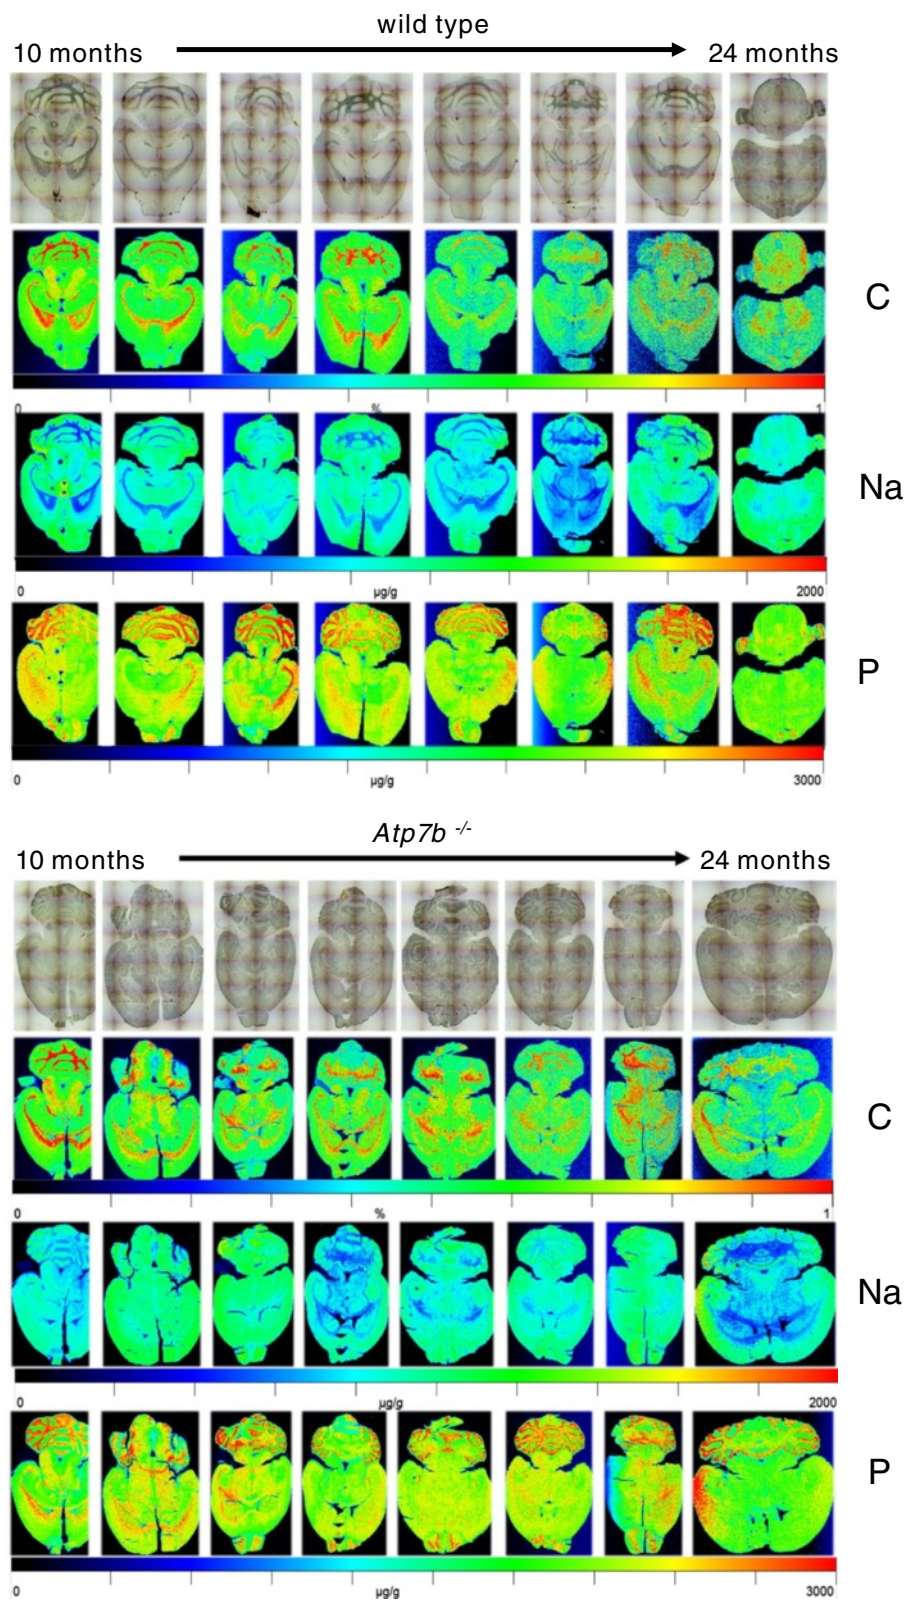 wild type
10 months 24 months
C
0 % 1
Na
0 µg/g 2000
P
0 µg/g 3000
Atp7b -/-
10 months 24 months
C
0 % 1
Na
0 µg/g 2000
P
0 µg/g 3000